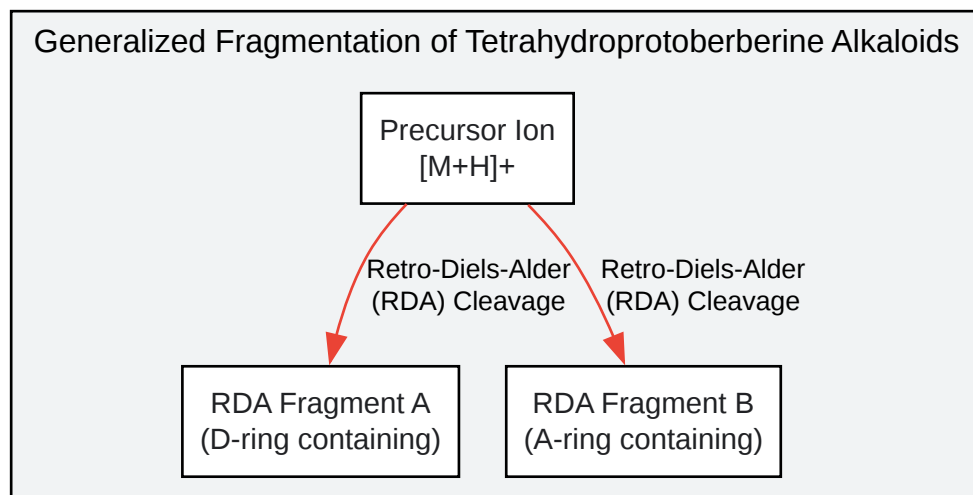 Generalized Fragmentation of Tetrahydroprotoberberine Alkaloids
Precursor Ion
[M+H]+
Retro-Diels-Alder
(RDA) Cleavage
Retro-Diels-Alder
(RDA) Cleavage
RDA Fragment A
(D-ring containing)
RDA Fragment B
(A-ring containing)